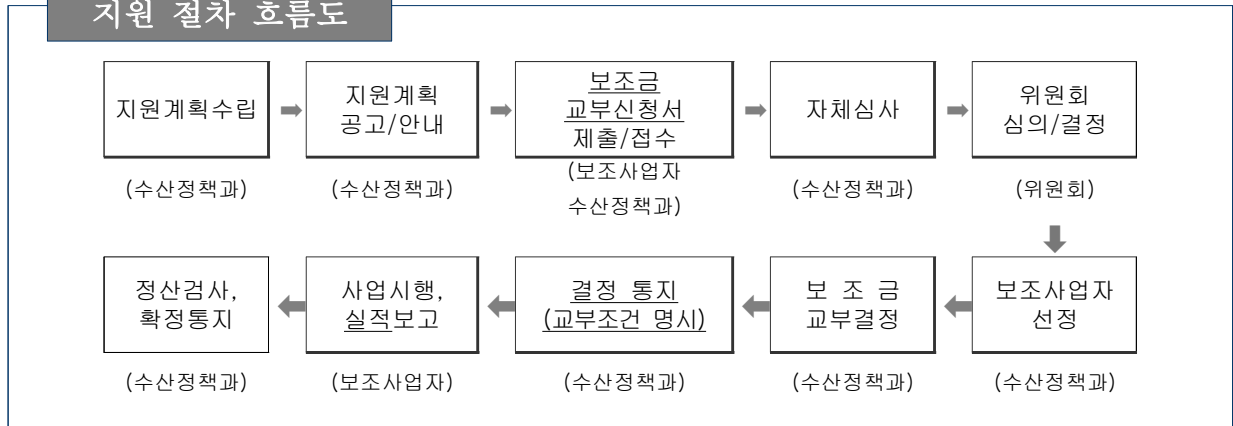 지원 절차 흐름도
지원계획수립
(수산정책과)
지원계획
공고/안내
(수산정책과)
보조금
교부신청서
제출/접수
(보조사업자
수산정책과)
자체심사
(수산정책과)
위원회
심의/결정
(위원회)
보조사업자
선정
(수산정책과)
보 조 금
교부결정
(수산정책과)
결정 통지
(교부조건 명시)
(수산정책과)
사업시행,
실적보고
(보조사업자)
정산검사,
확정통지
(수산정책과)